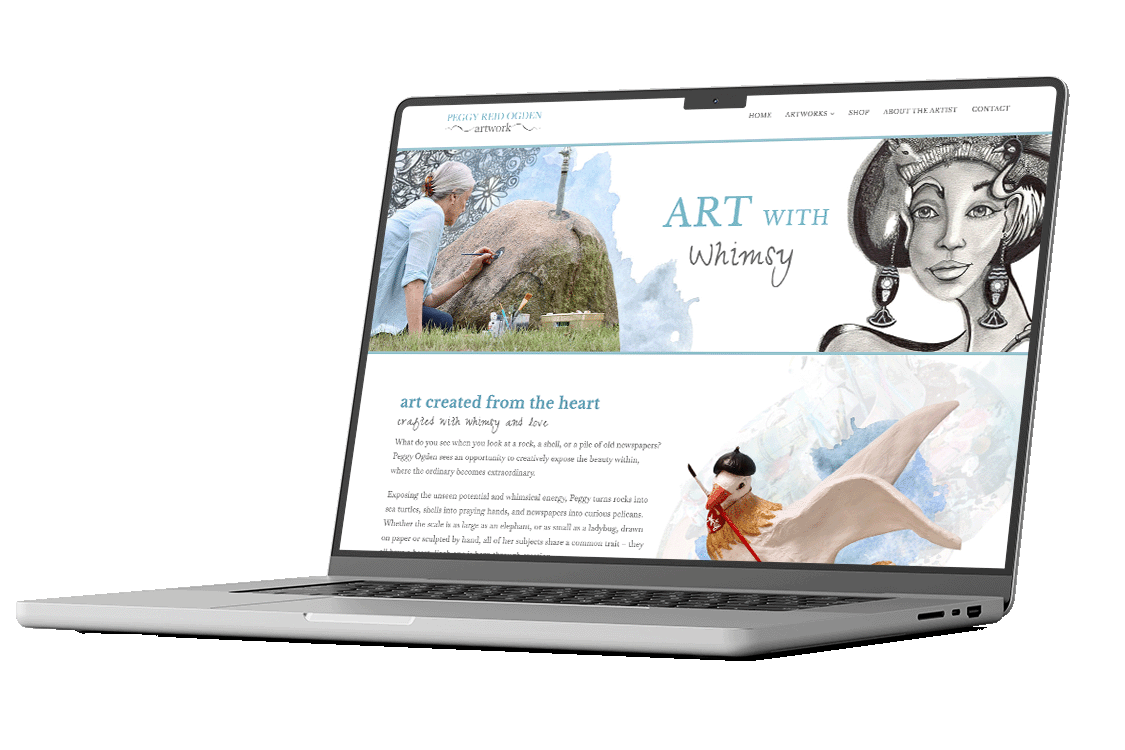 PEGGY REID OGDEN
artwork
HOME ARTWORKS SHOP ABOUT THE ARTIST CONTACT
ART WITH
Whimsy
art created from the heart
crafted with whimsy and love
What do you see when you look at a rock, a shell, or a pile of old newspapers?
Peggy Ogden sees an opportunity to creatively expose the beauty within,
where the ordinary becomes extraordinary.
Exposing the unseen potential and whimsical energy, Peggy turns rocks into
sea turtles, shells into praying hands, and newspapers into curious pelicans.
Whether the scale is as large as an elephant, or as small as a ladybug, drawn
on paper or sculpted by hand, all of her subjects share a common trait – they